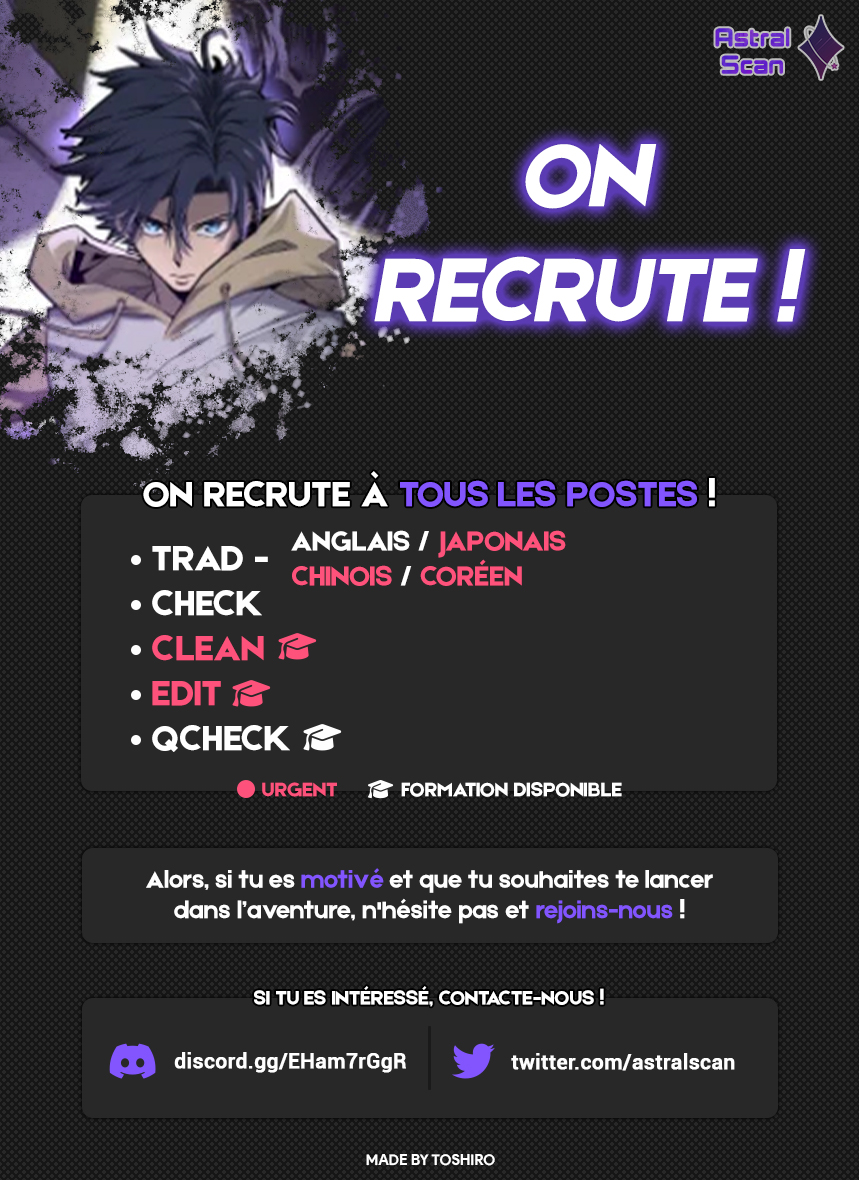 Astral
Scan
ON
RECRUTE !
ON RECRUTE À TOUS LES POSTES !
• TRAD - ANGLAIS / JAPONAIS
CHINOIS / CORÉEN
• CHECK
• CLEAN
• EDIT
• QCHECK
URGENT FORMATION DISPONIBLE
Alors, si tu es motivé et que tu souhaites te lancer
dans l'aventure, n'hésite pas et rejoins-nous !
SI TU ES INTÉRESSÉ, CONTACTE-NOUS !
discord.gg/EHam7rGgR twitter.com/astralscan
MADE BY TOSHIRO